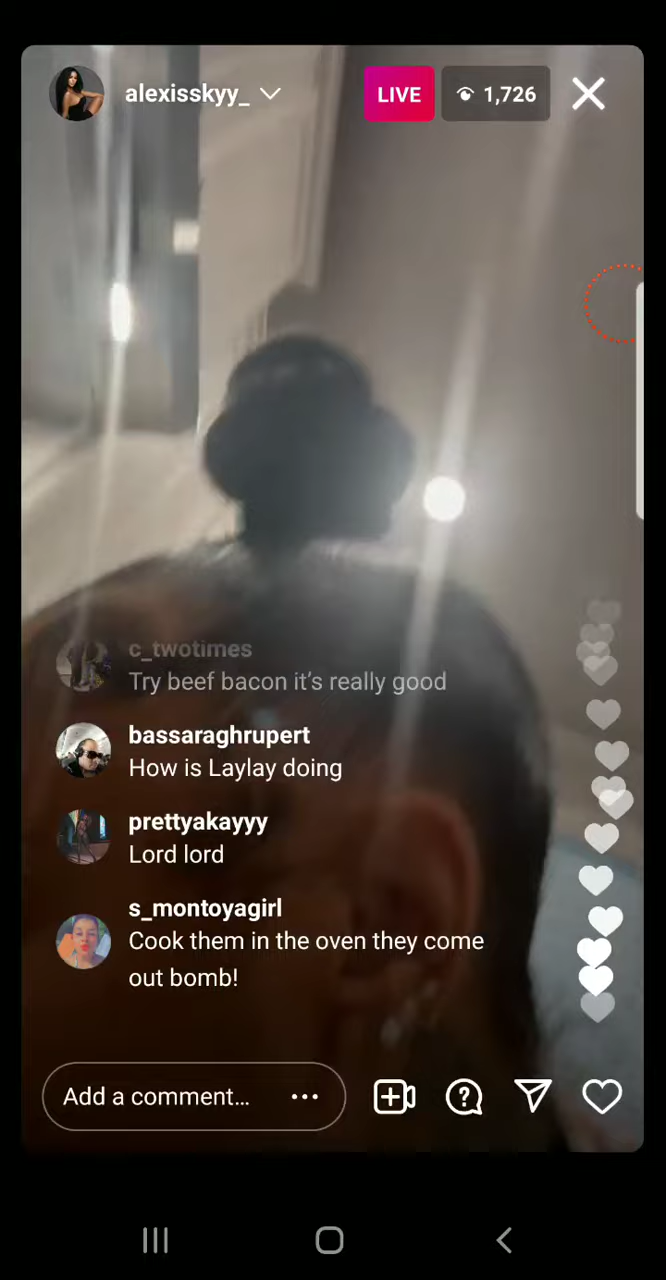 alexisskyy_
LIVE
1,726
c_twotimes
Try beef bacon it's really good
bassaraghrupert
How is Laylay doing
prettyakayyy
Lord lord
s_montoyagirl
Cook them in the oven they come
out bomb!
Add a comment...